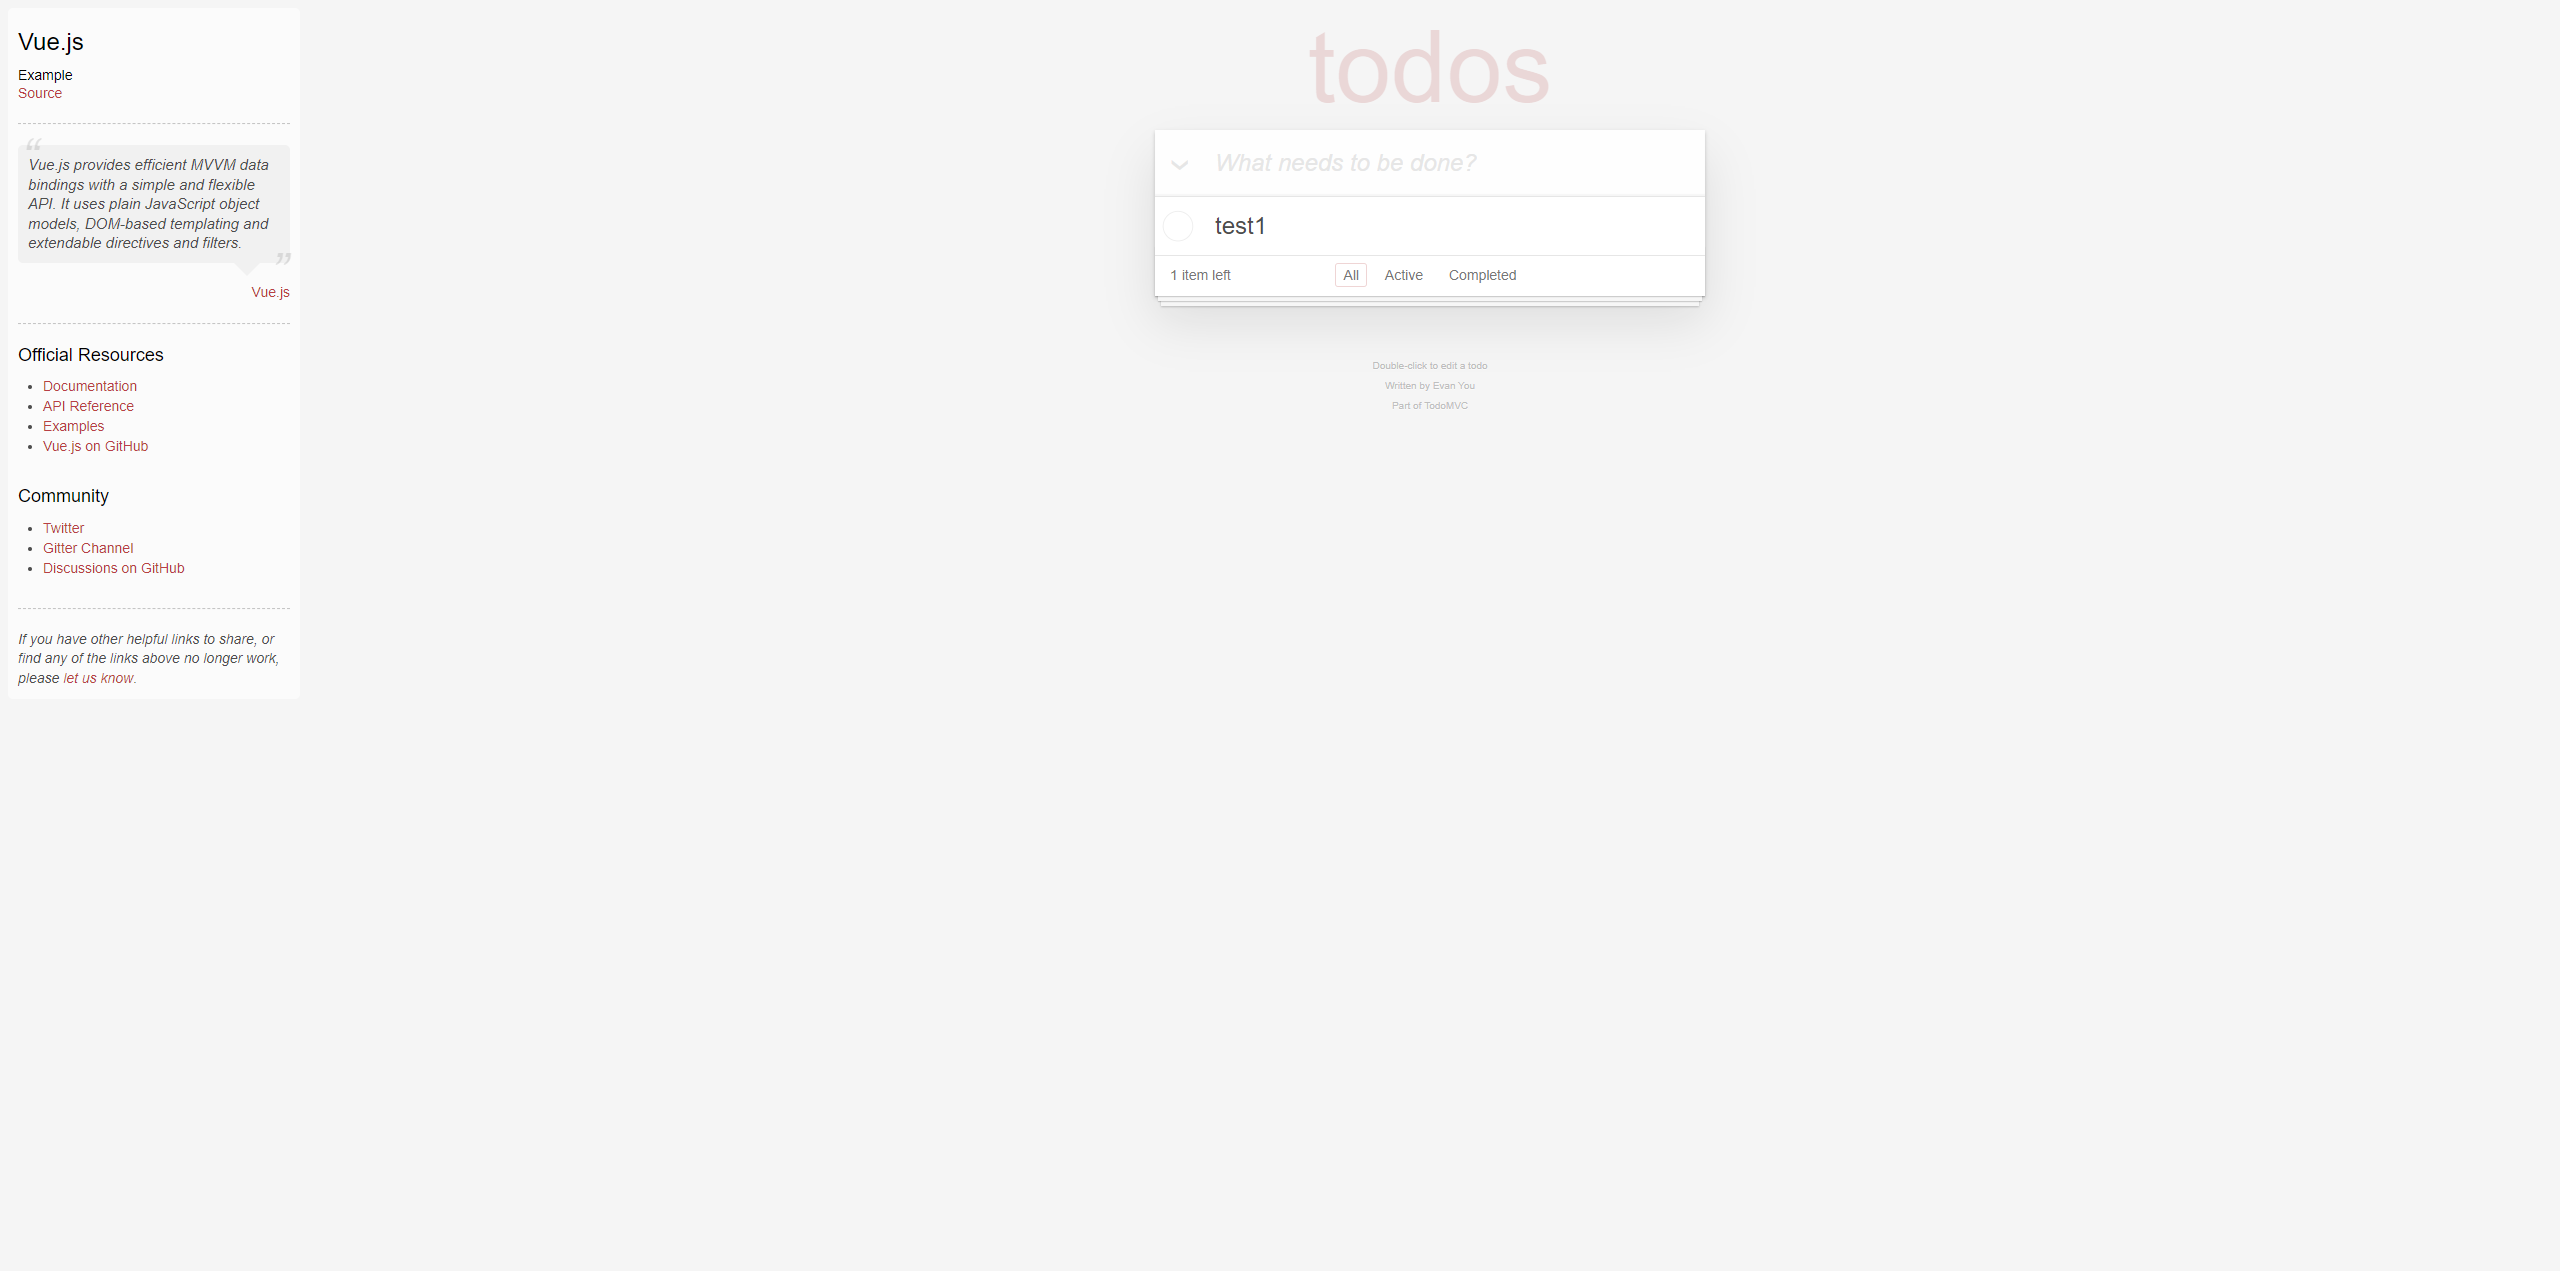 Vue.js
Example
Source
“
Vue.js provides efficient MVVM data
bindings with a simple and flexible
API. It uses plain JavaScript object
models, DOM-based templating and
extendable directives and filters.
”
Vue.js
Official Resources
• Documentation
• API Reference
• Examples
• Vue.js on GitHub
Community
• Twitter
• Gitter Channel
• Discussions on GitHub
If you have other helpful links to share, or
find any of the links above no longer work,
please let us know.
todos
What needs to be done?
test1
1 item left All Active Completed
Double-click to edit a todo
Written by Evan You
Part of TodoMVC